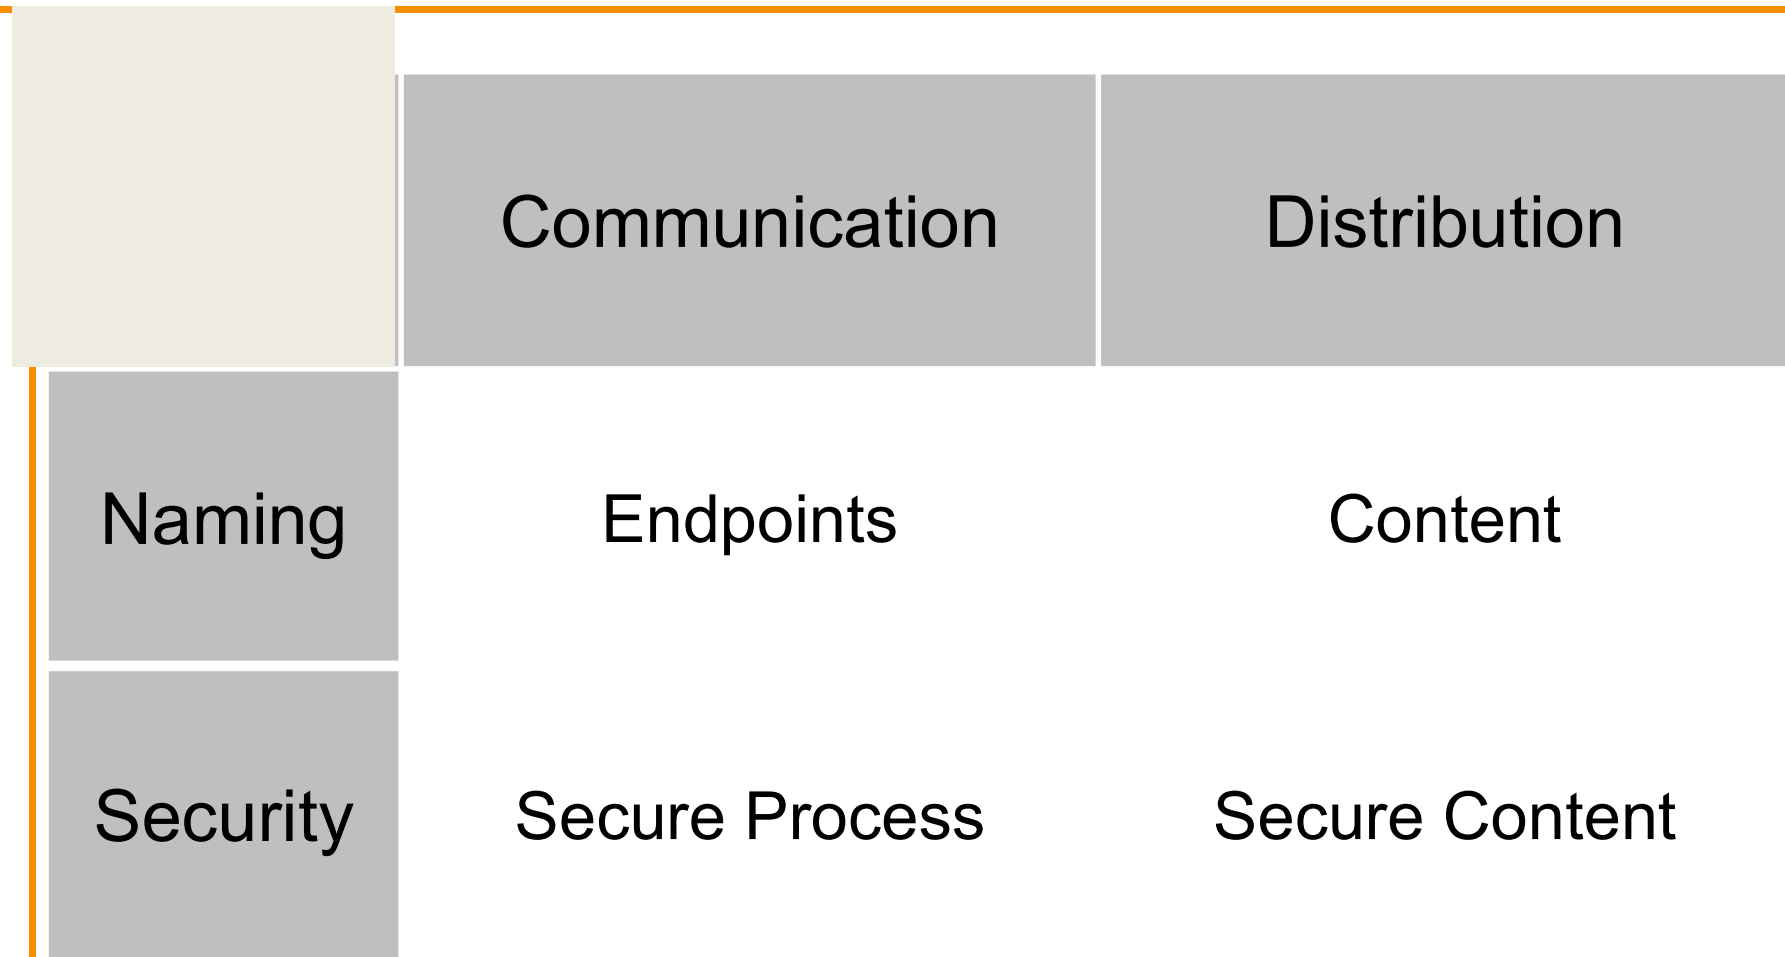 Communication
Distribution
Naming
Endpoints
Content
Security
Secure Process
Secure Content